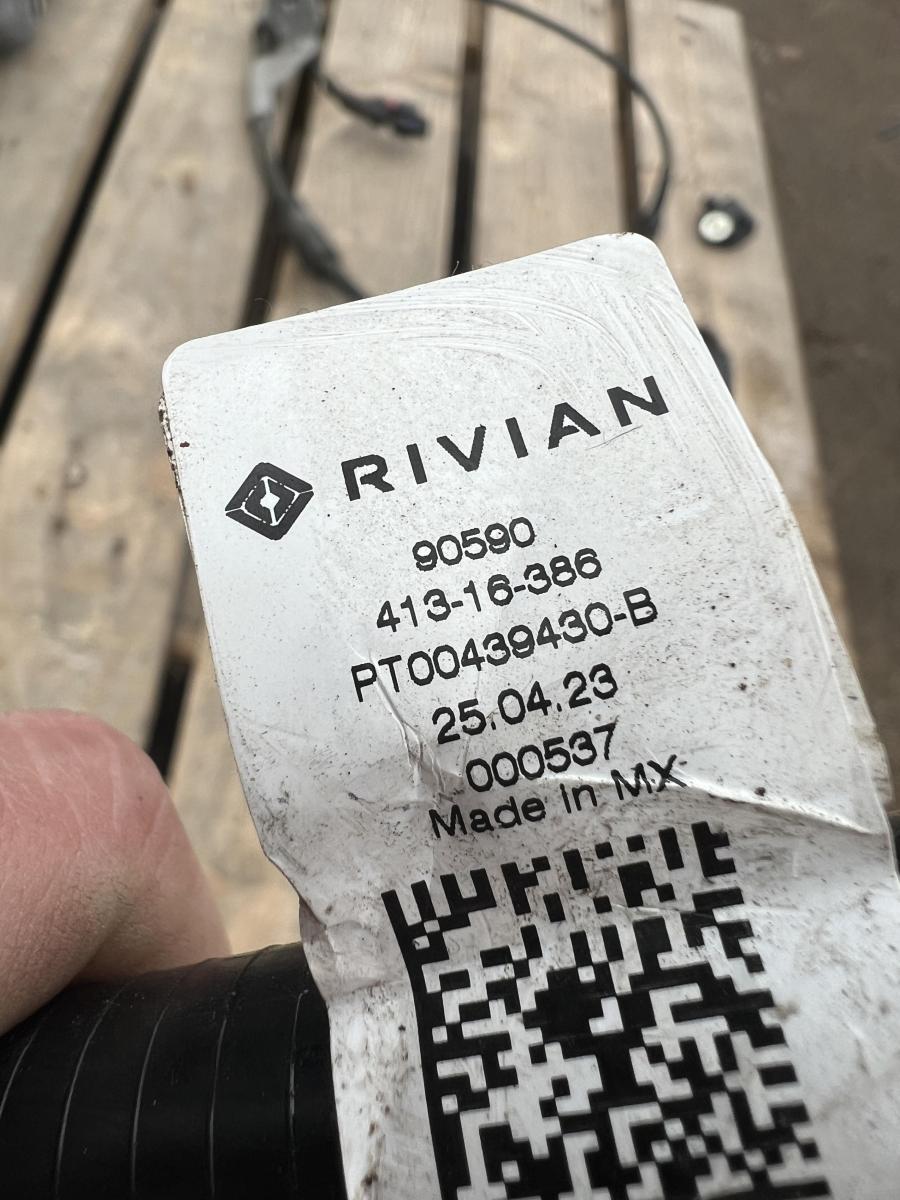 RIVIAN
90590
413-16-386
PT00439430-B
25.04.23
000537
Made in MX